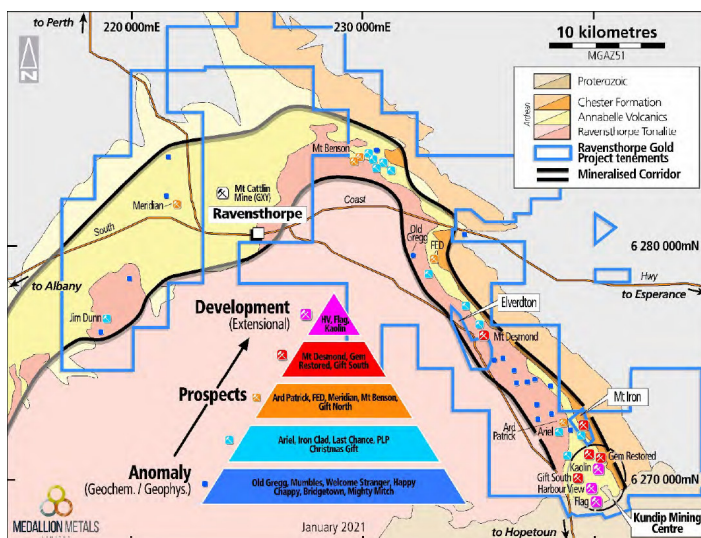 to Perth
220 000mE
230 000mE
10 kilometres
MGAZ51
N
Proterozoic
Archean
Chester Formation
Annabelle Volcanics
Ravensthorpe Tonalite
Ravensthorpe Gold
Project tenements
Mineralised Corridor
Mt Benson
Mt Cattlin
Mine (GXY)
Meridian
Ravensthorpe
South
Coast
Hwy
Old
Gregg
FED
6 280 000mN
to Albany
to Esperance
Jim Dunn
Elverdton
Mt Desmond
Development
(Extensional)
HV, Flag,
Kaolin
Mt Desmond, Gem
Restored, Gift South
Prospects
Ard Patrick, FED, Meridian, Mt Benson,
Gift North
Ariel, Iron Clad, Last Chance, PLP
Christmas Gift
Anomaly
(Geochem. / Geophys.)
Old Gregg, Mumbles, Welcome Stranger, Happy
Chappy, Bridgetown, Mighty Mitch
Mt Iron
Ard
Patrick
Ariel
Gem Restored
Kaolin
Gift South
Harbour View
Flag
6 270 000mN
Kundip Mining
Centre
MEDALLION METALS
LIMITED
January 2021
to Hopetoun